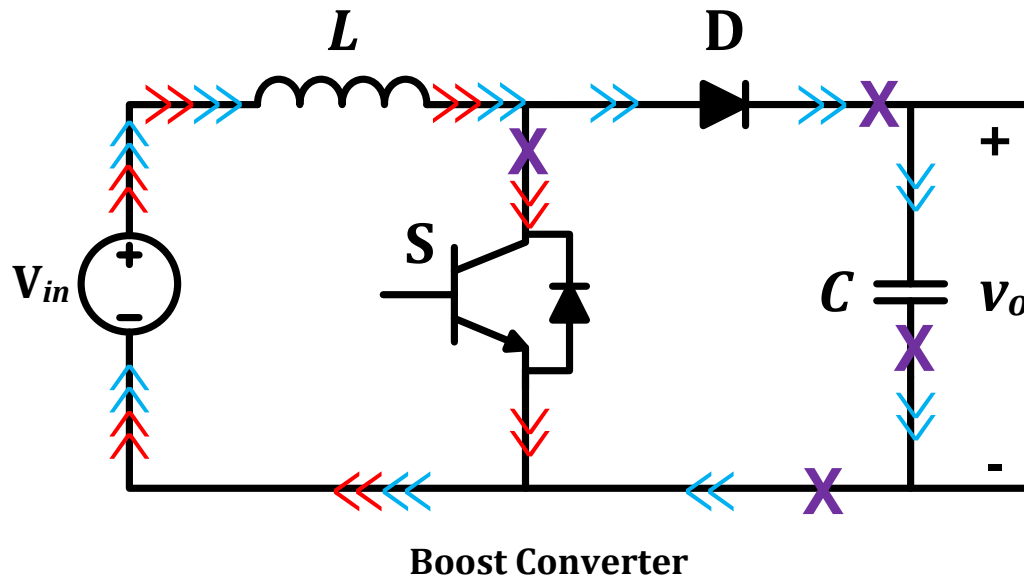 L
D
X
X
+
S
V_in
+
−
C
v_o
X
-
X
Boost Converter